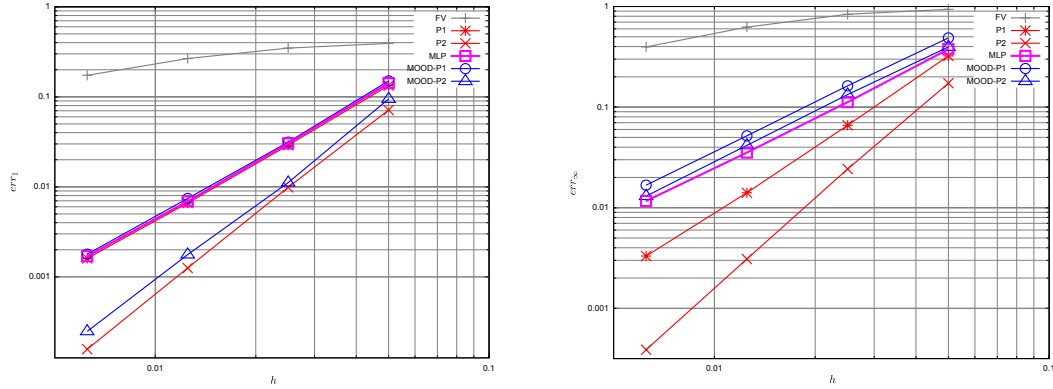 1
0.1
0.01
0.001
err₁
0.01
0.1
h
FV
P1
P2
MLP
MOOD-P1
MOOD-P2
1
0.1
0.01
0.001
err∞
0.01
0.1
h
FV
P1
P2
MLP
MOOD-P1
MOOD-P2